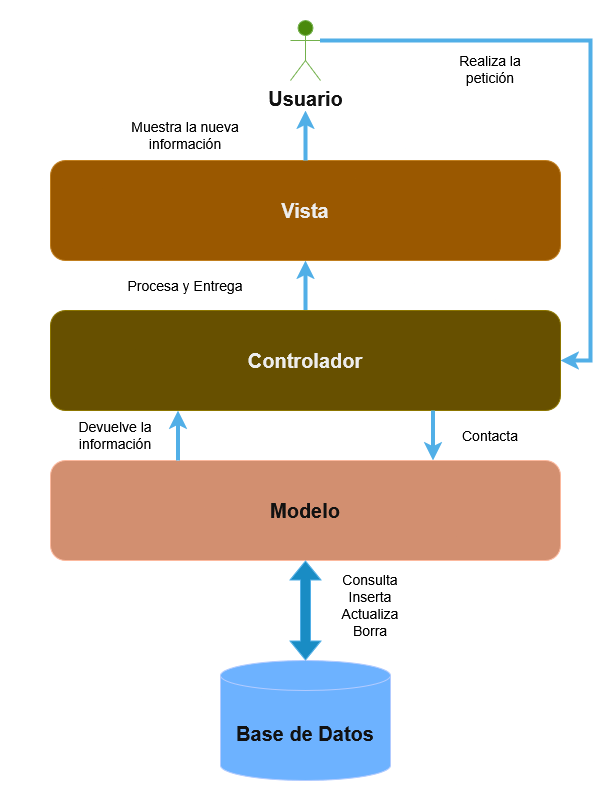 Realiza la
petición
Usuario
Muestra la nueva
información
Vista
Procesa y Entrega
Controlador
Devuelve la
información
Contacta
Modelo
Consulta
Inserta
Actualiza
Borra
Base de Datos